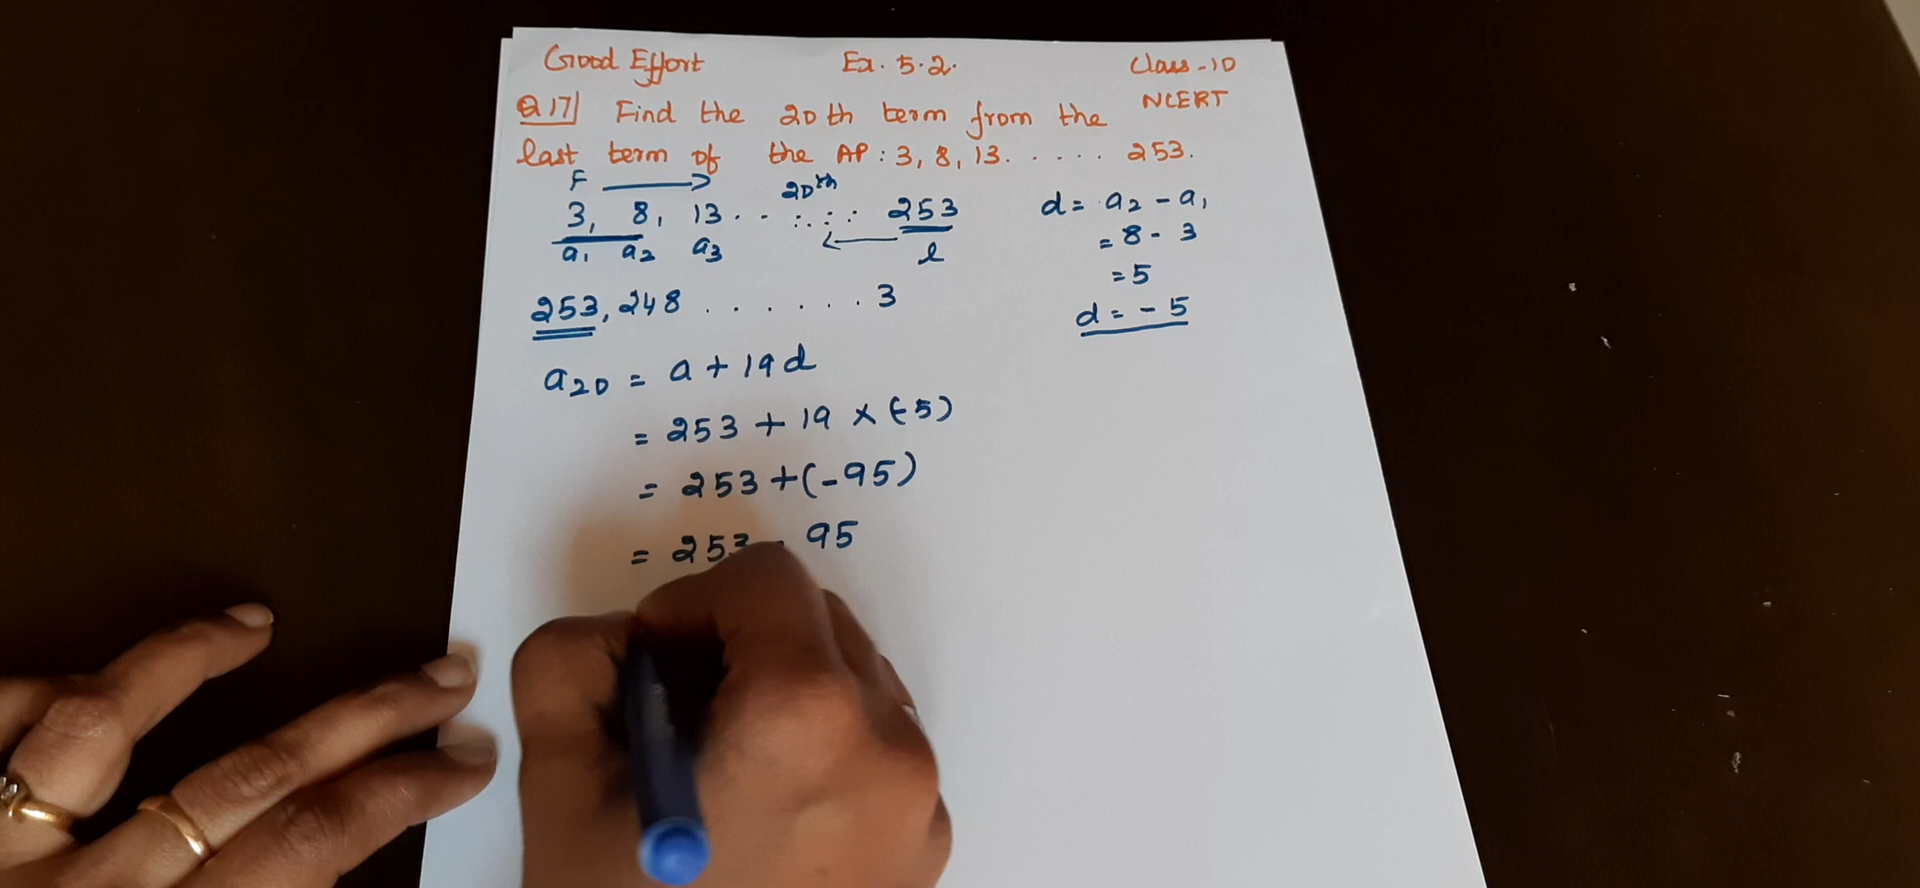 Good Effort Ex. 5.2. Class-10
NCERT
Q17| Find the 20th term from the
last term of the AP : 3, 8, 13. . . . . . 253.
F 20th
3, 8, 13 . . . : . : : 253
a₁ a₂ a₃ l
d = a₂ - a₁
= 8 - 3
= 5
d = - 5
253, 248 . . . . . . . 3
a₂₀ = a + 19d
= 253 + 19 × (-5)
= 253 + (-95)
= 253 - 95